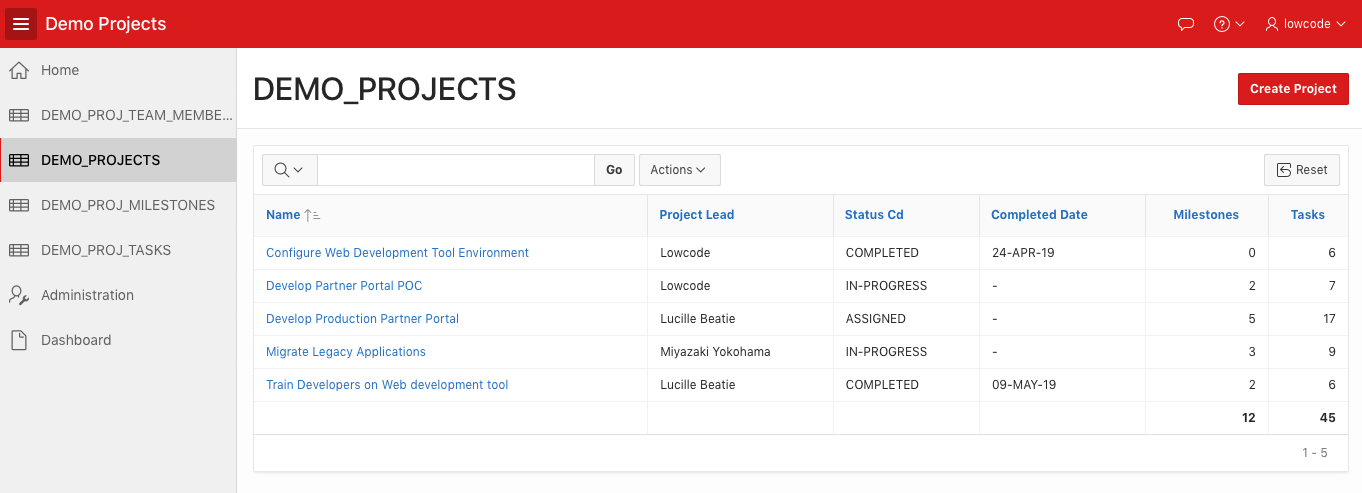 Demo Projects
lowcode
Home
DEMO_PROJ_TEAM_MEMBE...
DEMO_PROJECTS
DEMO_PROJ_MILESTONES
DEMO_PROJ_TASKS
Administration
Dashboard
DEMO_PROJECTS
Create Project
Go Actions Reset
Name Project Lead Status Cd Completed Date Milestones Tasks
Configure Web Development Tool Environment Lowcode COMPLETED 24-APR-19 0 6
Develop Partner Portal POC Lowcode IN-PROGRESS - 2 7
Develop Production Partner Portal Lucille Beatie ASSIGNED - 5 17
Migrate Legacy Applications Miyazaki Yokohama IN-PROGRESS - 3 9
Train Developers on Web development tool Lucille Beatie COMPLETED 09-MAY-19 2 6
12 45
1 - 5